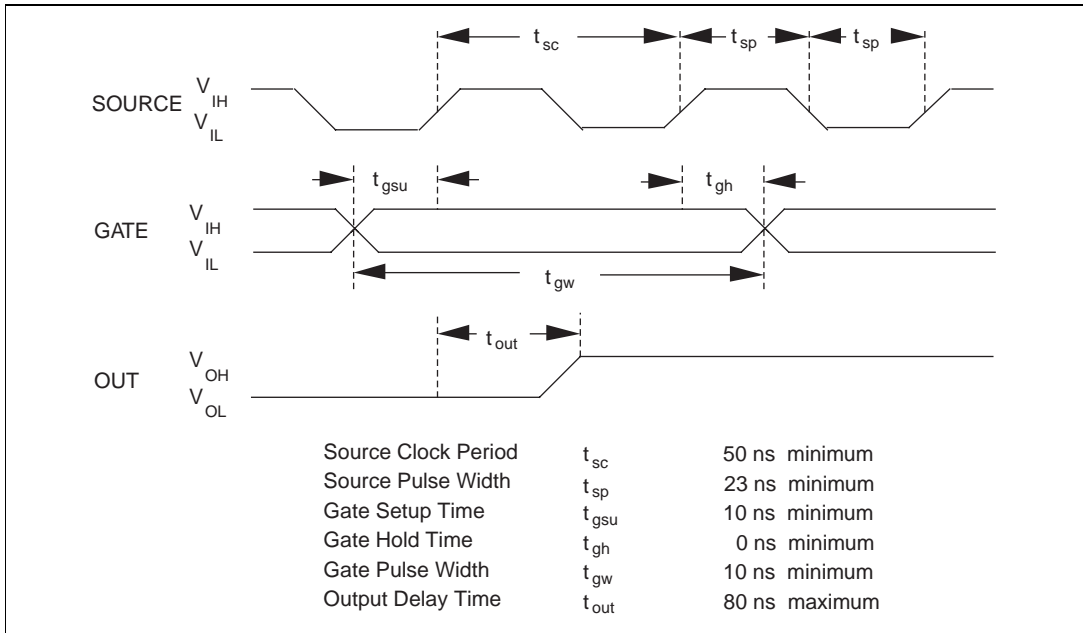 t sc t sp t sp
SOURCE V IH
V IL
t gsu t gh
GATE V IH
V IL
t gw
t out
OUT V OH
V OL
Source Clock Period t sc 50 ns minimum
Source Pulse Width t sp 23 ns minimum
Gate Setup Time t gsu 10 ns minimum
Gate Hold Time t gh 0 ns minimum
Gate Pulse Width t gw 10 ns minimum
Output Delay Time t out 80 ns maximum